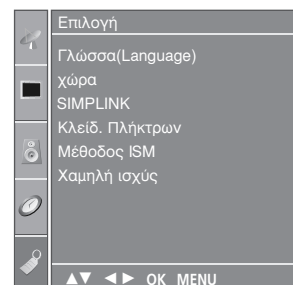 Επιλογή
Γλώσσα(Language)
χώρα
SIMPLINK
Κλείδ. Πλήκτρων
Μέθοδος ISM
Χαμηλή ισχύς
▲▼ ◄► OK MENU